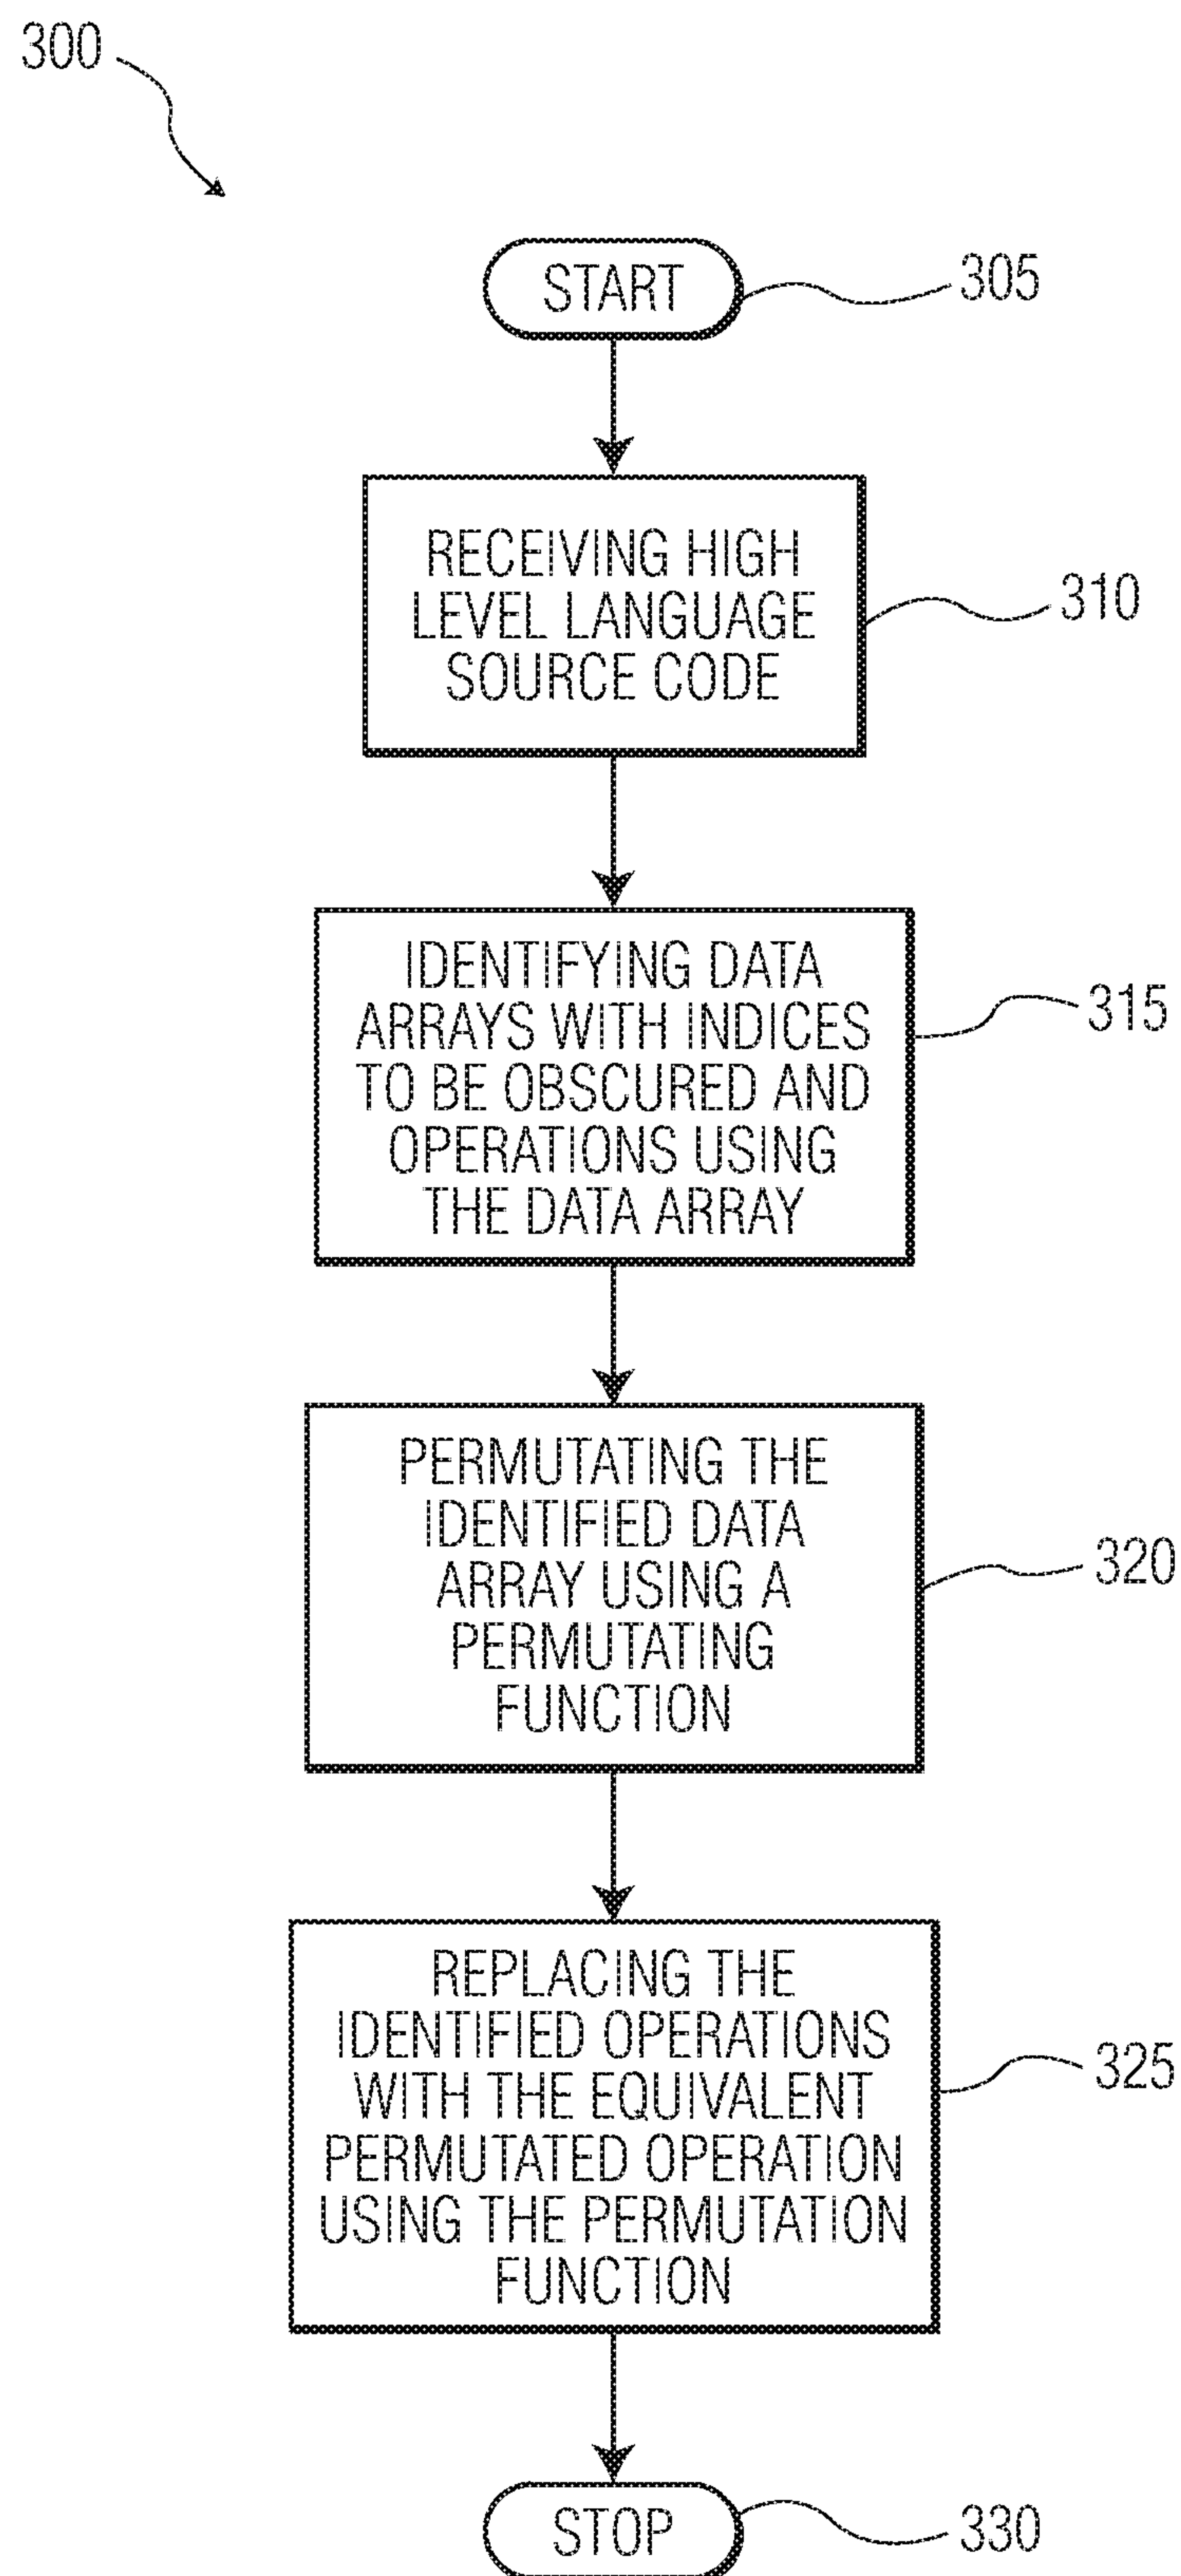 300
START
305
RECEIVING HIGH
LEVEL LANGUAGE
SOURCE CODE
310
IDENTIFYING DATA
ARRAYS WITH INDICES
TO BE OBSCURED AND
OPERATIONS USING
THE DATA ARRAY
315
PERMUTATING THE
IDENTIFIED DATA
ARRAY USING A
PERMUTATING
FUNCTION
320
REPLACING THE
IDENTIFIED OPERATIONS
WITH THE EQUIVALENT
PERMUTATED OPERATION
USING THE PERMUTATION
FUNCTION
325
STOP
330